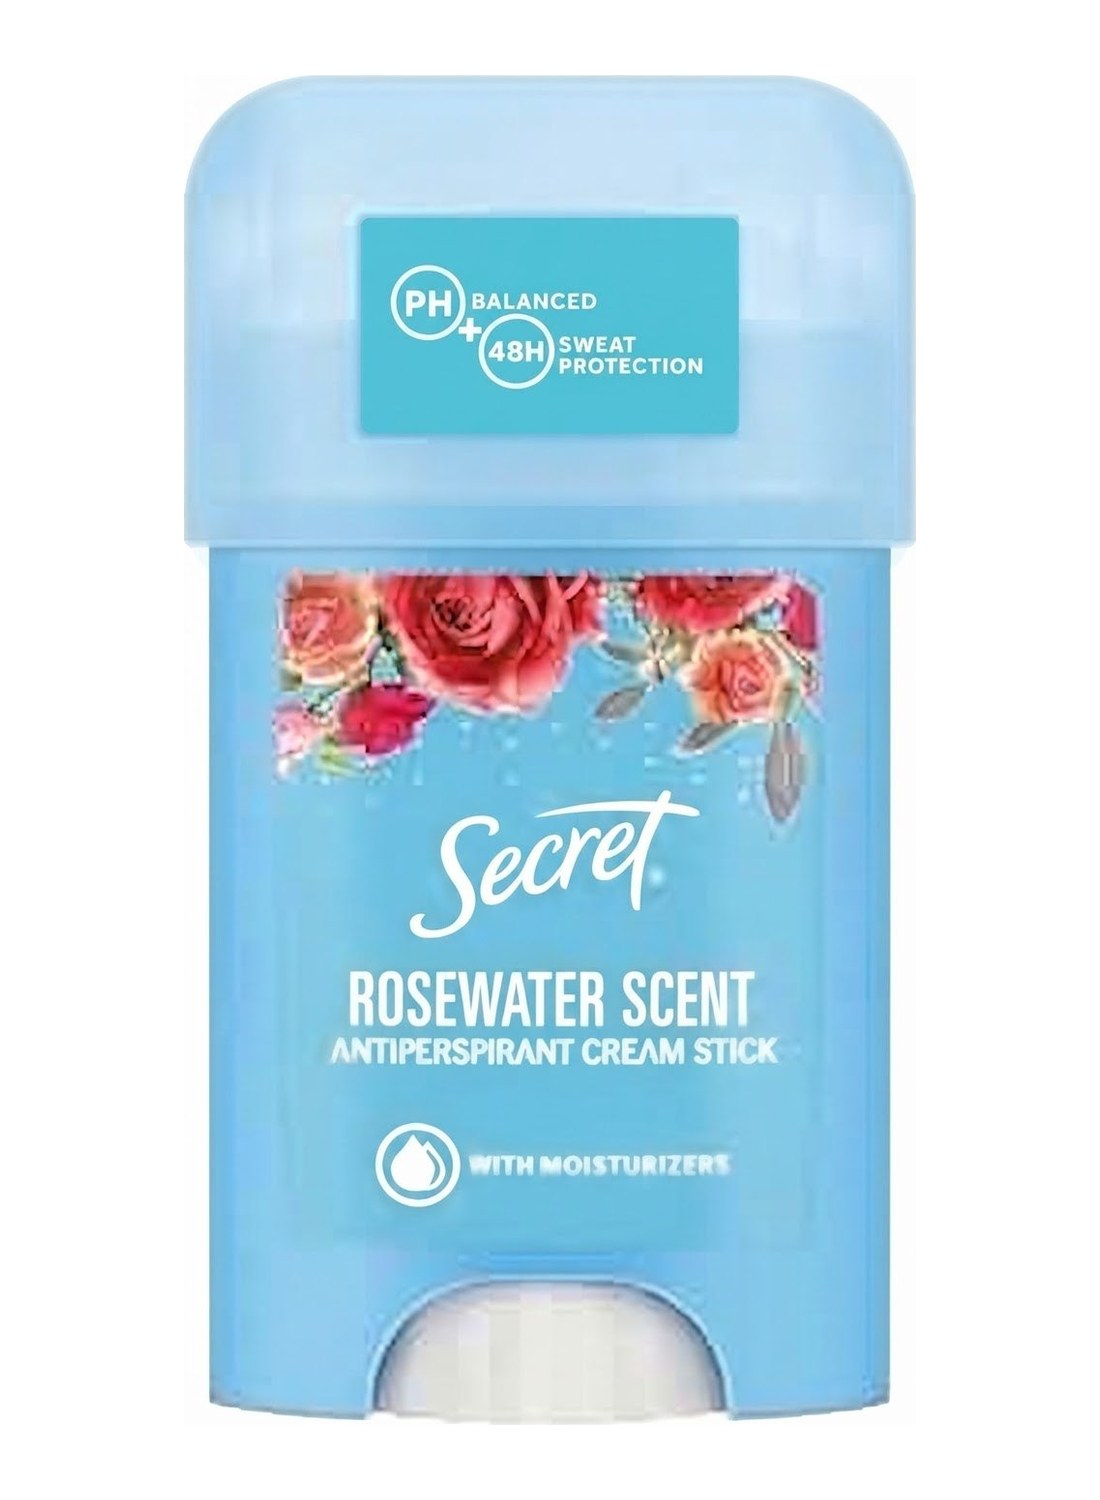 PH BALANCED
+
48H SWEAT
PROTECTION
Secret
ROSEWATER SCENT
ANTIPERSPIRANT CREAM STICK
WITH MOISTURIZERS